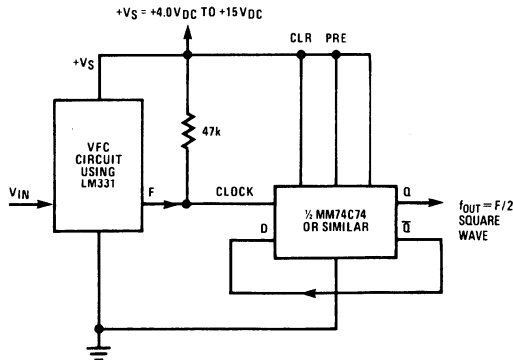 +VS = +4.0VDC TO +15VDC
CLR PRE
+VS
47k
VFC
CIRCUIT
USING
LM331
VIN
F
CLOCK
Q
½ MM74C74
OR SIMILAR
D
Q̅
fOUT = F/2
SQUARE
WAVE